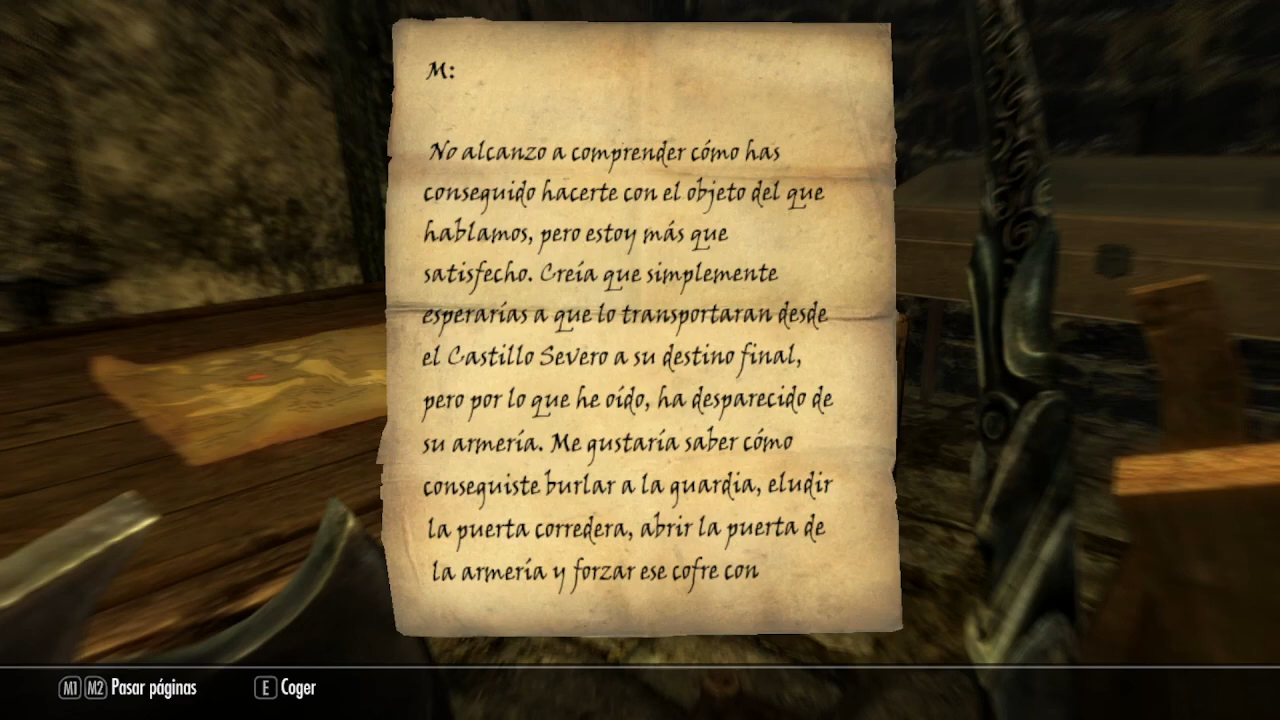 M:
No alcanzo a comprender cómo has
conseguido hacerte con el objeto del que
hablamos, pero estoy más que
satisfecho. Creía que simplemente
esperarías a que lo transportaran desde
el Castillo Severo a su destino final,
pero por lo que he oído, ha desparecido de
su armería. Me gustaría saber cómo
conseguiste burlar a la guardia, eludir
la puerta corredera, abrir la puerta de
la armería y forzar ese cofre con
M1 M2 Pasar páginas E Coger